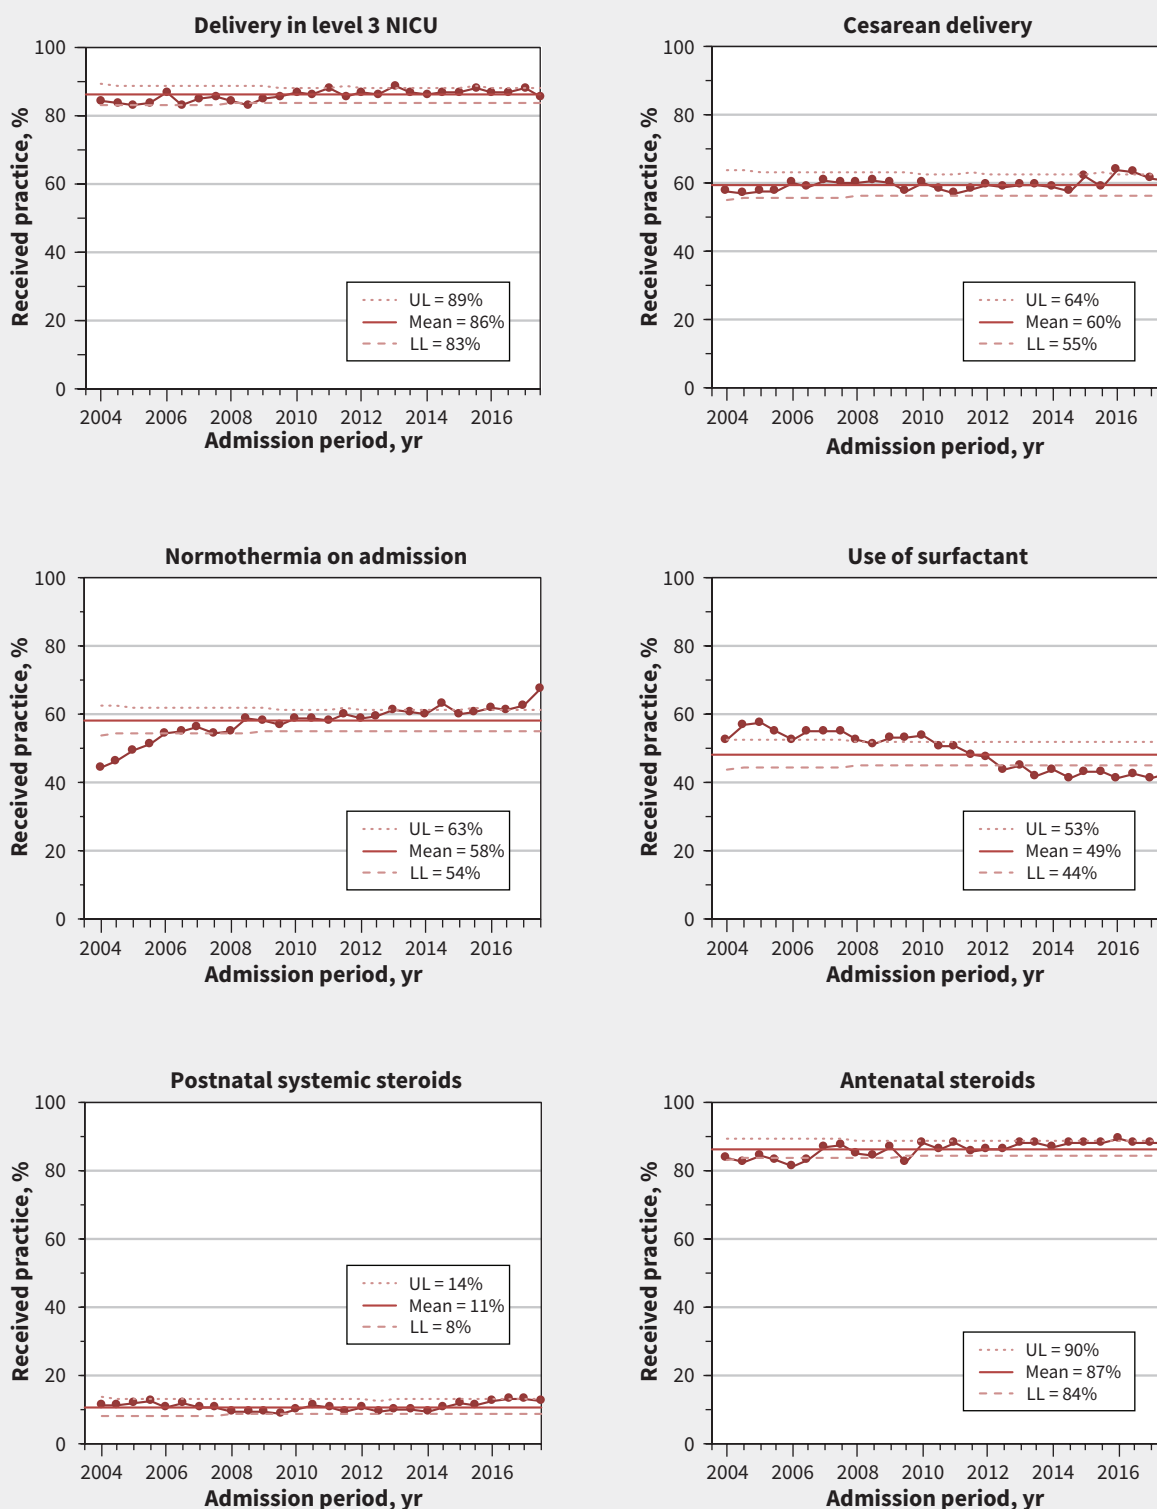 Delivery in level 3 NICU
Received practice, %
100
80
60
40
20
0
UL = 89%
Mean = 86%
LL = 83%
2004 2006 2008 2010 2012 2014 2016
Admission period, yr
Cesarean delivery
Received practice, %
100
80
60
40
20
0
UL = 64%
Mean = 60%
LL = 55%
2004 2006 2008 2010 2012 2014 2016
Admission period, yr
Normothermia on admission
Received practice, %
100
80
60
40
20
0
UL = 63%
Mean = 58%
LL = 54%
2004 2006 2008 2010 2012 2014 2016
Admission period, yr
Use of surfactant
Received practice, %
100
80
60
40
20
0
UL = 53%
Mean = 49%
LL = 44%
2004 2006 2008 2010 2012 2014 2016
Admission period, yr
Postnatal systemic steroids
Received practice, %
100
80
60
40
20
0
UL = 14%
Mean = 11%
LL = 8%
2004 2006 2008 2010 2012 2014 2016
Admission period, yr
Antenatal steroids
Received practice, %
100
80
60
40
20
0
UL = 90%
Mean = 87%
LL = 84%
2004 2006 2008 2010 2012 2014 2016
Admission period, yr